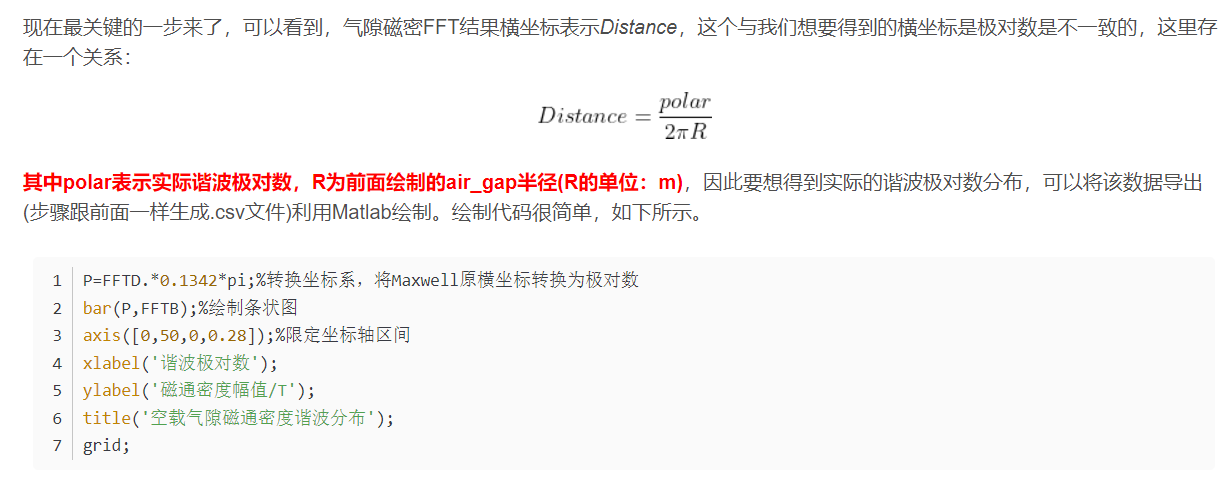 现在最关键的一步来了，可以看到，气隙磁密FFT结果横坐标表示Distance，这个与我们想要得到的横坐标是极对数是不一致的，这里存
在一个关系：
Distance = polar / 2πR
其中polar表示实际谐波极对数，R为前面绘制的air_gap半径(R的单位：m)，因此要想得到实际的谐波极对数分布，可以将该数据导出
(步骤跟前面一样生成.csv文件)利用Matlab绘制。绘制代码很简单，如下所示。
1 P=FFTD.*0.1342*pi;%转换坐标系，将Maxwell原横坐标转换为极对数
2 bar(P,FFTB);%绘制条状图
3 axis([0,50,0,0.28]);%限定坐标轴区间
4 xlabel('谐波极对数');
5 ylabel('磁通密度幅值/T');
6 title('空载气隙磁通密度谐波分布');
7 grid;